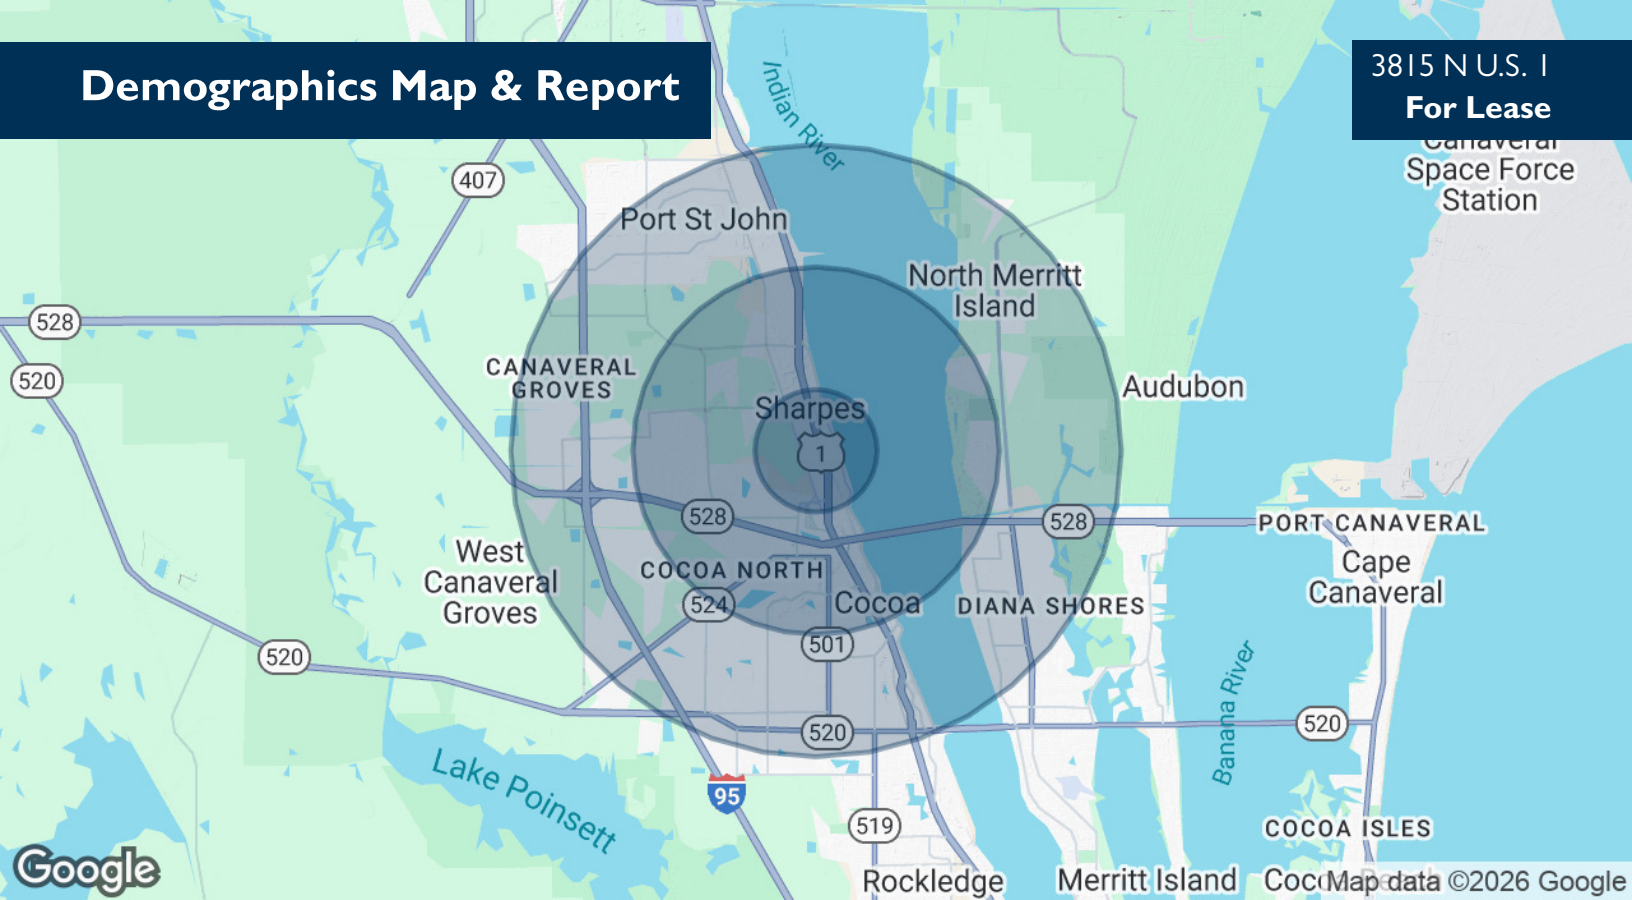 Demographics Map & Report
3815 N U.S. 1
For Lease
Indian River
Canaveral
Space Force
Station
407
Port St John
North Merritt
Island
528
520
CANAVERAL
GROVES
Audubon
Sharpes
1
528
528
PORT CANAVERAL
West
Canaveral
Groves
COCOA NORTH
Cape
Canaveral
524
Cocoa
DIANA SHORES
501
520
520
520
Banana River
Lake Poinsett
95
519
COCOA ISLES
Google
Rockledge
Merritt Island
Map data ©2026 Google